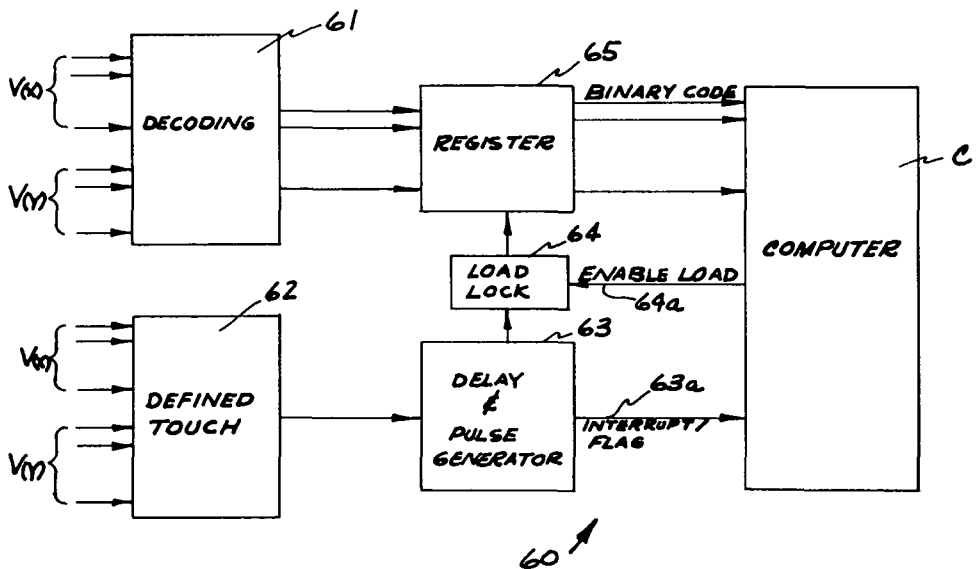 61
V(X)
DECODING
V(Y)
65
REGISTER
BINARY CODE
C
COMPUTER
64
LOAD
LOCK
ENABLE LOAD
64a
62
V(X)
DEFINED
TOUCH
V(Y)
63
DELAY
&
PULSE
GENERATOR
63a
INTERRUPT/
FLAG
60